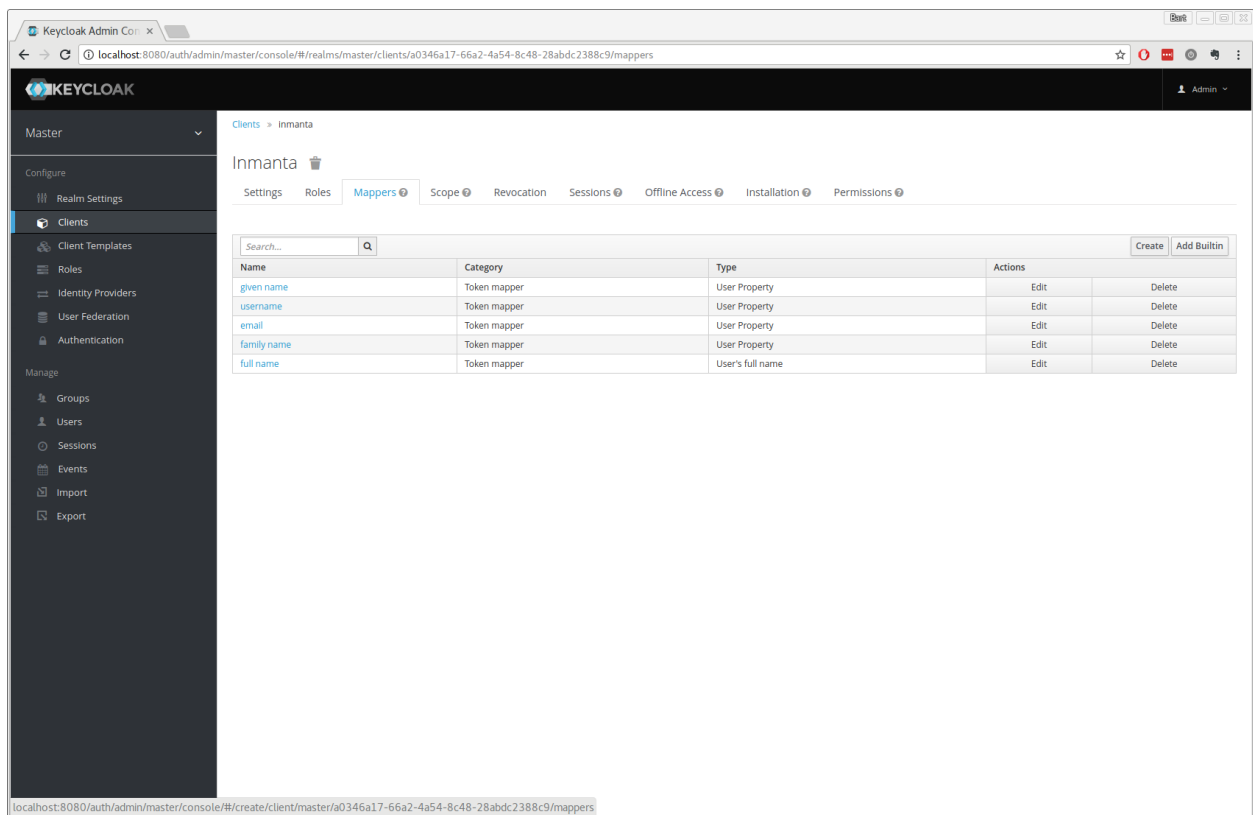 Bart
Keycloak Admin Con
localhost:8080/auth/admin/master/console/#/realms/master/clients/a0346a17-66a2-4a54-8c48-28abdc2388c9/mappers
KEYCLOAK
Admin
Master
Clients » inmanta
Inmanta
Configure
Settings Roles Mappers Scope Revocation Sessions Offline Access Installation Permissions
Realm Settings
Clients
Client Templates
Roles
Identity Providers
User Federation
Authentication
Manage
Groups
Users
Sessions
Events
Import
Export
Search... Create Add Builtin
Name Category Type Actions
given name Token mapper User Property Edit Delete
username Token mapper User Property Edit Delete
email Token mapper User Property Edit Delete
family name Token mapper User Property Edit Delete
full name Token mapper User's full name Edit Delete
localhost:8080/auth/admin/master/console/#/create/client/master/a0346a17-66a2-4a54-8c48-28abdc2388c9/mappers